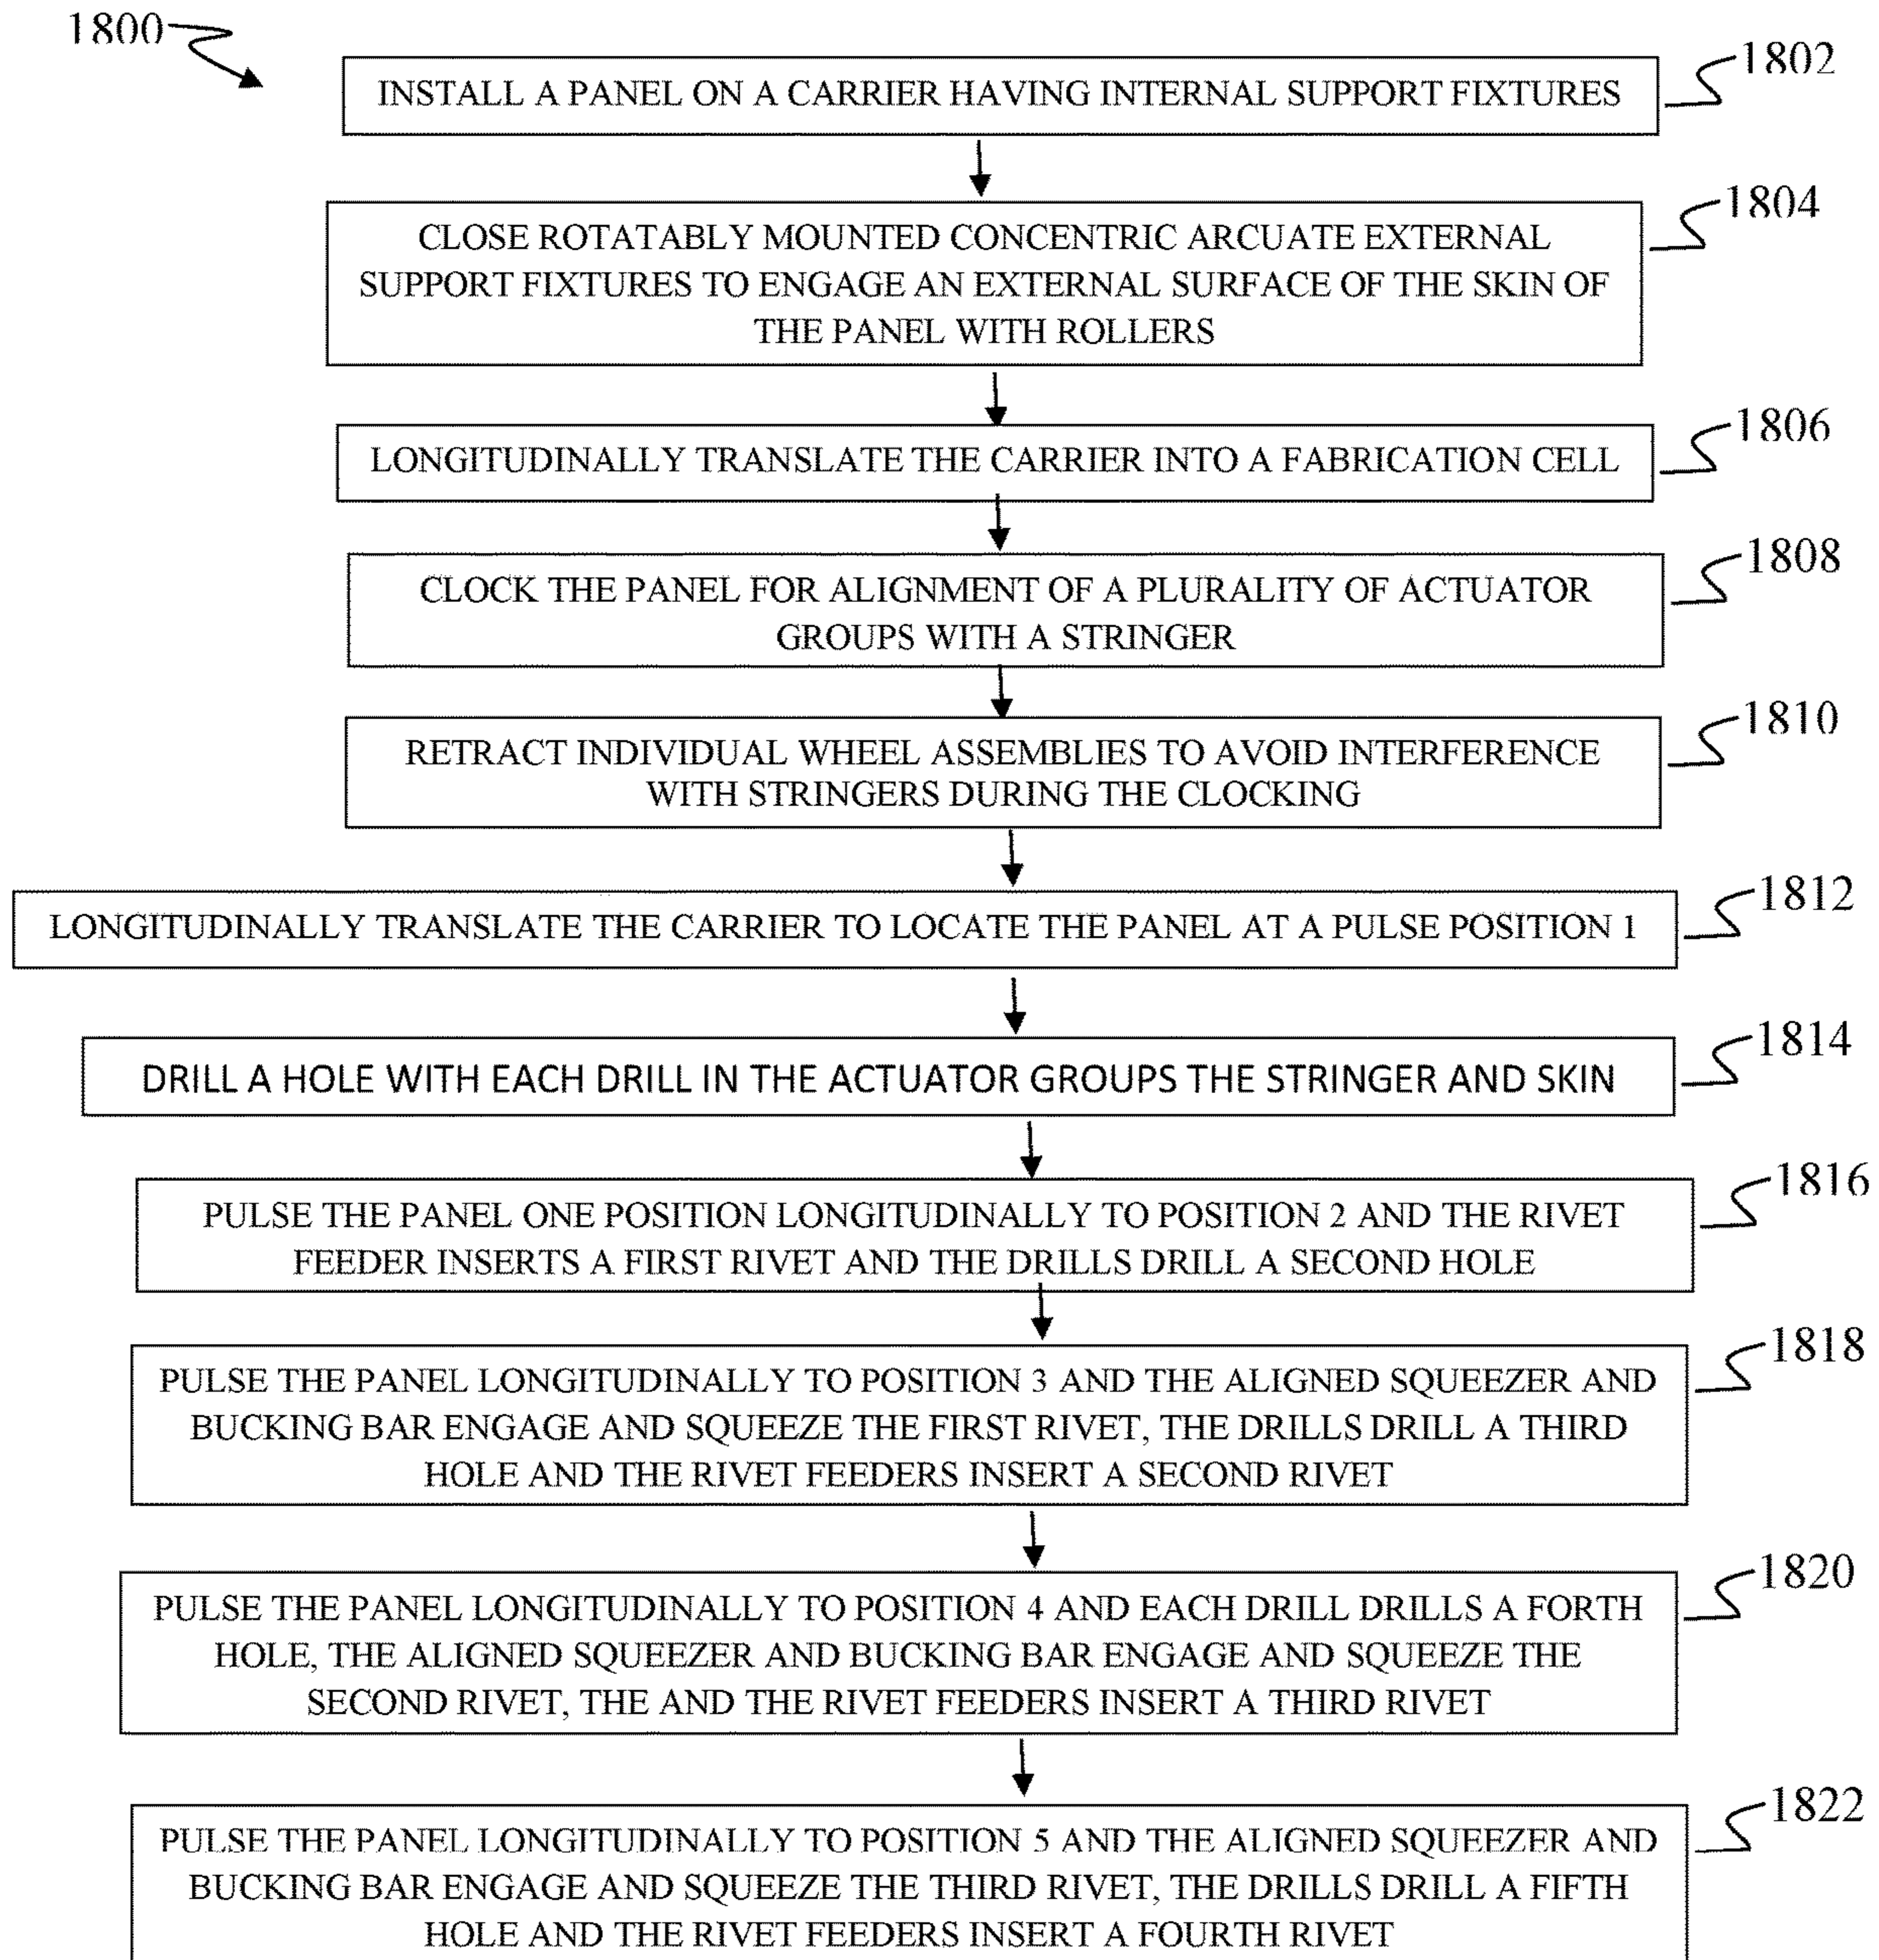 1800
INSTALL A PANEL ON A CARRIER HAVING INTERNAL SUPPORT FIXTURES
1802
CLOSE ROTATABLY MOUNTED CONCENTRIC ARCUATE EXTERNAL
SUPPORT FIXTURES TO ENGAGE AN EXTERNAL SURFACE OF THE SKIN OF
THE PANEL WITH ROLLERS
1804
LONGITUDINALLY TRANSLATE THE CARRIER INTO A FABRICATION CELL
1806
CLOCK THE PANEL FOR ALIGNMENT OF A PLURALITY OF ACTUATOR
GROUPS WITH A STRINGER
1808
RETRACT INDIVIDUAL WHEEL ASSEMBLIES TO AVOID INTERFERENCE
WITH STRINGERS DURING THE CLOCKING
1810
LONGITUDINALLY TRANSLATE THE CARRIER TO LOCATE THE PANEL AT A PULSE POSITION 1
1812
DRILL A HOLE WITH EACH DRILL IN THE ACTUATOR GROUPS THE STRINGER AND SKIN
1814
PULSE THE PANEL ONE POSITION LONGITUDINALLY TO POSITION 2 AND THE RIVET
FEEDER INSERTS A FIRST RIVET AND THE DRILLS DRILL A SECOND HOLE
1816
PULSE THE PANEL LONGITUDINALLY TO POSITION 3 AND THE ALIGNED SQUEEZER AND
BUCKING BAR ENGAGE AND SQUEEZE THE FIRST RIVET, THE DRILLS DRILL A THIRD
HOLE AND THE RIVET FEEDERS INSERT A SECOND RIVET
1818
PULSE THE PANEL LONGITUDINALLY TO POSITION 4 AND EACH DRILL DRILLS A FORTH
HOLE, THE ALIGNED SQUEEZER AND BUCKING BAR ENGAGE AND SQUEEZE THE
SECOND RIVET, THE AND THE RIVET FEEDERS INSERT A THIRD RIVET
1820
PULSE THE PANEL LONGITUDINALLY TO POSITION 5 AND THE ALIGNED SQUEEZER AND
BUCKING BAR ENGAGE AND SQUEEZE THE THIRD RIVET, THE DRILLS DRILL A FIFTH
HOLE AND THE RIVET FEEDERS INSERT A FOURTH RIVET
1822